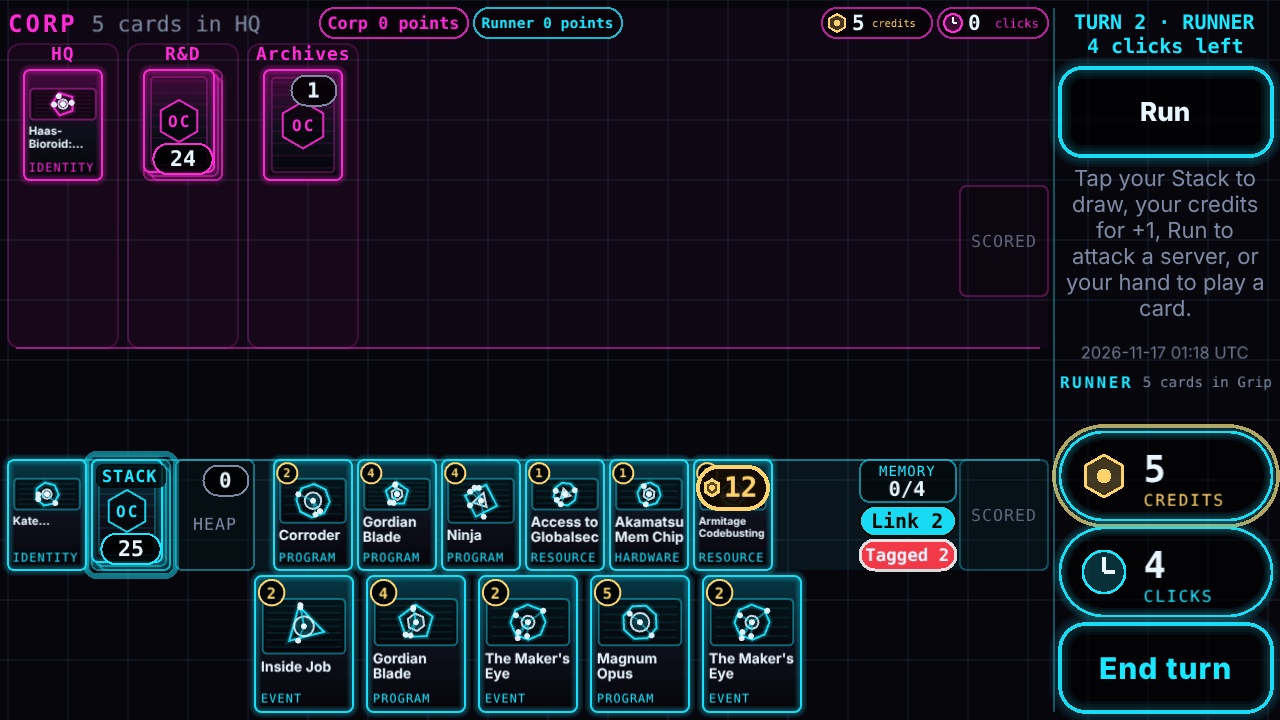 CORP 5 cards in HQ
Corp 0 points
Runner 0 points
5 credits
0 clicks
TURN 2 · RUNNER
4 clicks left
HQ
R&D
Archives
Haas-
Bioroid:...
IDENTITY
OC
24
1
OC
SCORED
Run
Tap your Stack to
draw, your credits
for +1, Run to
attack a server, or
your hand to play a
card.
2026-11-17 01:18 UTC
RUNNER 5 cards in Grip
Kate...
IDENTITY
STACK
OC
25
0
HEAP
2
Corroder
PROGRAM
4
Gordian
Blade
PROGRAM
4
Ninja
PROGRAM
1
Access to
Globalsec
RESOURCE
1
Akamatsu
Mem Chip
HARDWARE
12
Armitage
Codebusting
RESOURCE
MEMORY
0/4
Link 2
Tagged 2
SCORED
5
CREDITS
4
CLICKS
End turn
2
Inside Job
EVENT
4
Gordian
Blade
PROGRAM
2
The Maker's
Eye
EVENT
5
Magnum
Opus
PROGRAM
2
The Maker's
Eye
EVENT